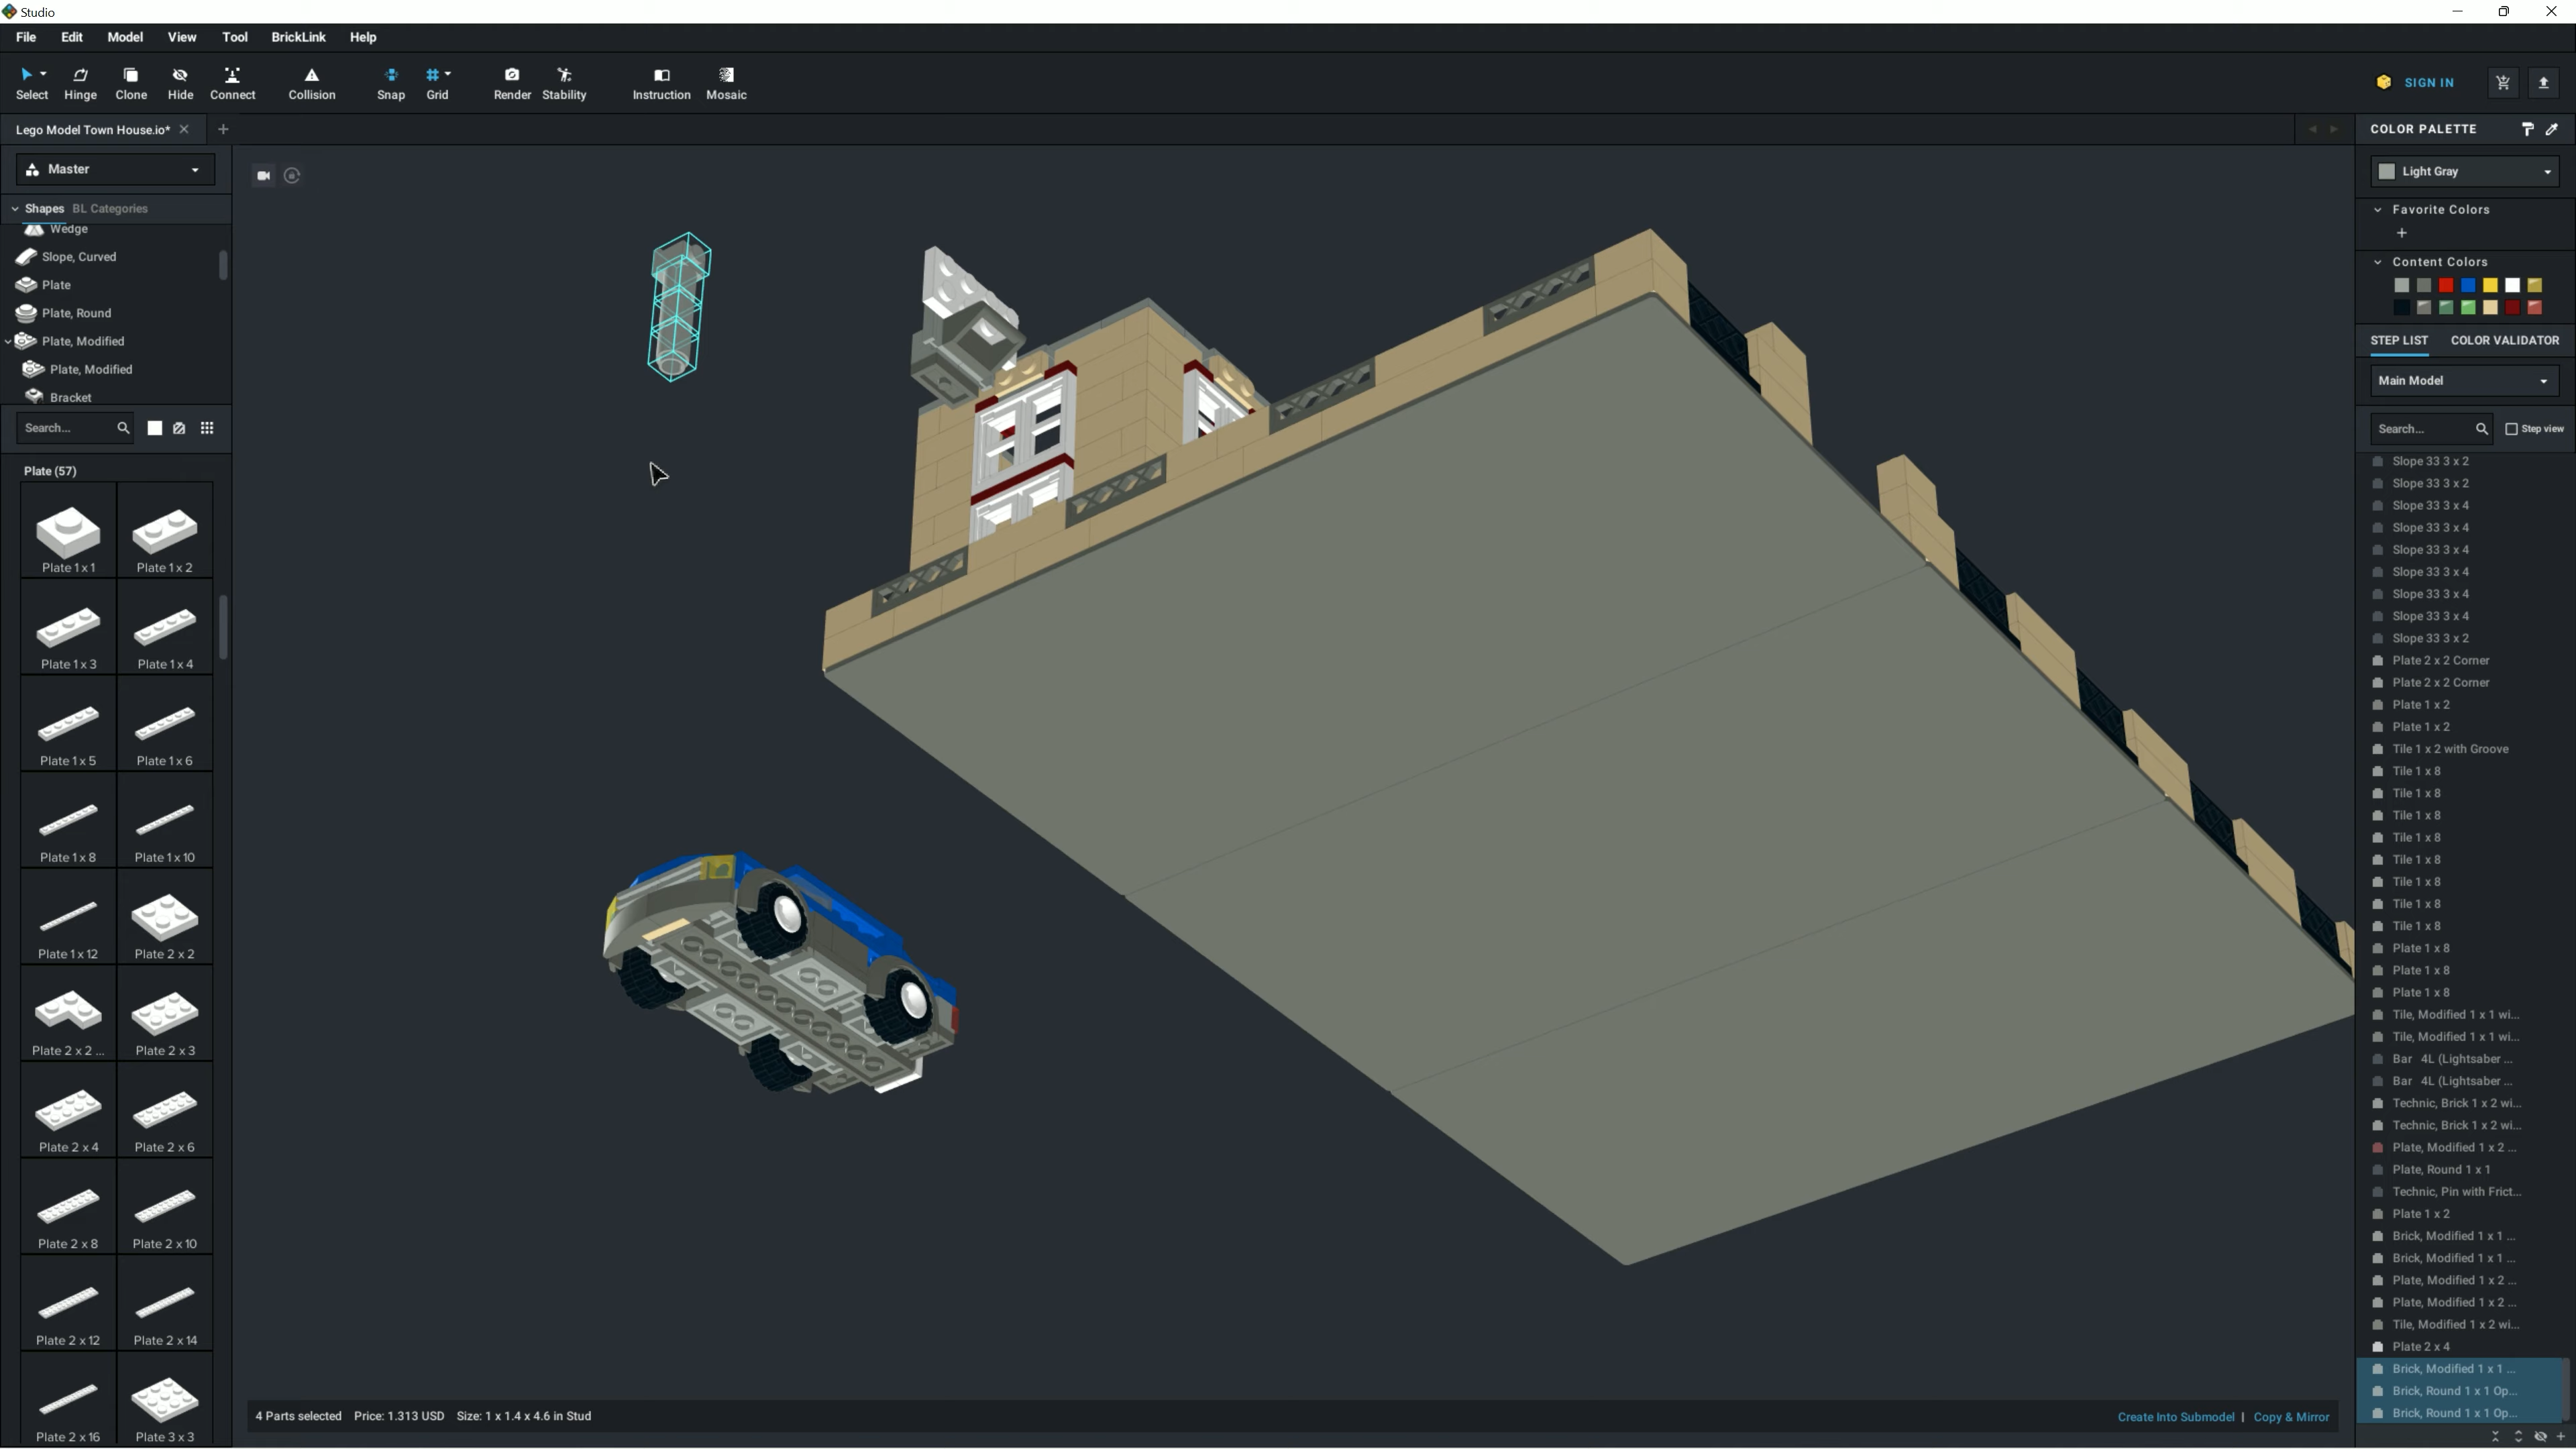 Studio
File Edit Model View Tool BrickLink Help
Select Hinge Clone Hide Connect Collision Snap Grid Render Stability Instruction Mosaic
SIGN IN
Lego Model Town House.io*
Master
Shapes BL Categories
Wedge
Slope, Curved
Plate
Plate, Round
Plate, Modified
Plate, Modified
Bracket
Search...
Plate (57)
Plate 1 x 1 Plate 1 x 2
Plate 1 x 3 Plate 1 x 4
Plate 1 x 5 Plate 1 x 6
Plate 1 x 8 Plate 1 x 10
Plate 1 x 12 Plate 2 x 2
Plate 2 x 2 ... Plate 2 x 3
Plate 2 x 4 Plate 2 x 6
Plate 2 x 8 Plate 2 x 10
Plate 2 x 12 Plate 2 x 14
Plate 2 x 16 Plate 3 x 3
4 Parts selected Price: 1.313 USD Size: 1 x 1.4 x 4.6 in Stud
Create Into Submodel | Copy & Mirror
COLOR PALETTE
Light Gray
Favorite Colors
+
Content Colors
STEP LIST COLOR VALIDATOR
Main Model
Search... Step view
Slope 33 3 x 2
Slope 33 3 x 2
Slope 33 3 x 4
Slope 33 3 x 4
Slope 33 3 x 4
Slope 33 3 x 4
Slope 33 3 x 4
Slope 33 3 x 4
Slope 33 3 x 2
Plate 2 x 2 Corner
Plate 2 x 2 Corner
Plate 1 x 2
Plate 1 x 2
Tile 1 x 2 with Groove
Tile 1 x 8
Tile 1 x 8
Tile 1 x 8
Tile 1 x 8
Tile 1 x 8
Tile 1 x 8
Tile 1 x 8
Tile 1 x 8
Plate 1 x 8
Plate 1 x 8
Plate 1 x 8
Tile, Modified 1 x 1 wi...
Tile, Modified 1 x 1 wi...
Bar 4L (Lightsaber ...
Bar 4L (Lightsaber ...
Technic, Brick 1 x 2 wi...
Technic, Brick 1 x 2 wi...
Plate, Modified 1 x 2 ...
Plate, Round 1 x 1
Technic, Pin with Frict...
Plate 1 x 2
Brick, Modified 1 x 1 ...
Brick, Modified 1 x 1 ...
Plate, Modified 1 x 2 ...
Plate, Modified 1 x 2 ...
Tile, Modified 1 x 2 wi...
Plate 2 x 4
Brick, Modified 1 x 1 ...
Brick, Round 1 x 1 Op...
Brick, Round 1 x 1 Op...